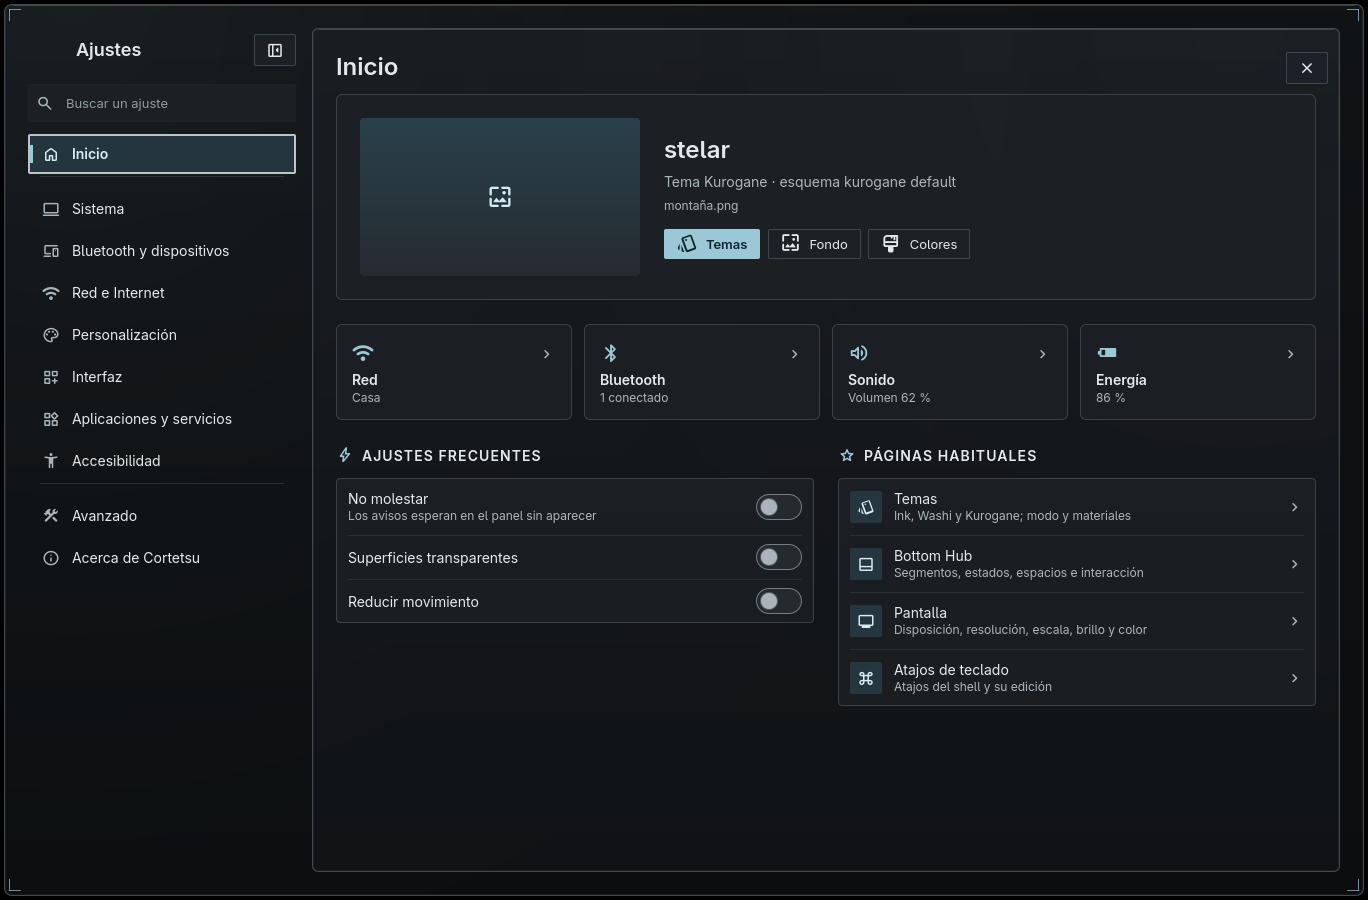 Ajustes
Buscar un ajuste
Inicio
Sistema
Bluetooth y dispositivos
Red e Internet
Personalización
Interfaz
Aplicaciones y servicios
Accesibilidad
Avanzado
Acerca de Cortetsu
Inicio
stelar
Tema Kurogane · esquema kurogane default
montaña.png
Temas
Fondo
Colores
Red
Casa
Bluetooth
1 conectado
Sonido
Volumen 62 %
Energía
86 %
AJUSTES FRECUENTES
No molestar
Los avisos esperan en el panel sin aparecer
Superficies transparentes
Reducir movimiento
PÁGINAS HABITUALES
Temas
Ink, Washi y Kurogane; modo y materiales
Bottom Hub
Segmentos, estados, espacios e interacción
Pantalla
Disposición, resolución, escala, brillo y color
Atajos de teclado
Atajos del shell y su edición